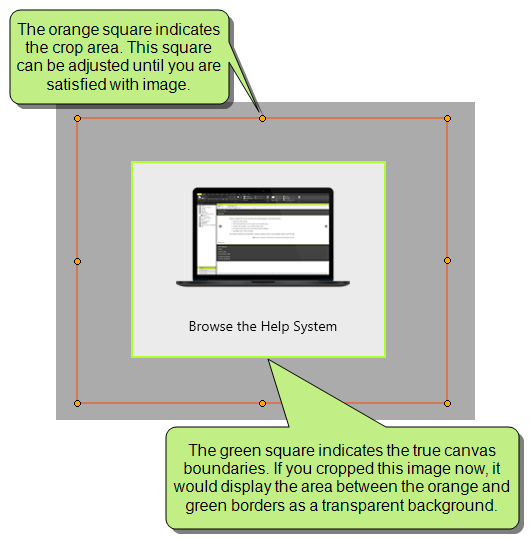 The orange square indicates
the crop area. This square
can be adjusted until you are
satisfied with image.
Browse the Help System
The green square indicates the true canvas
boundaries. If you cropped this image now, it
would display the area between the orange and
green borders as a transparent background.